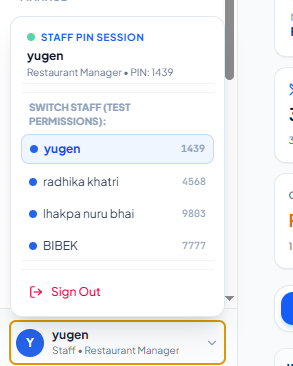 STAFF PIN SESSION
yugen
Restaurant Manager • PIN: 1439
SWITCH STAFF (TEST
PERMISSIONS):
yugen 1439
radhika khatri 4568
lhakpa nuru bhai 9803
BIBEK 7777
Sign Out
Y
yugen
Staff • Restaurant Manager